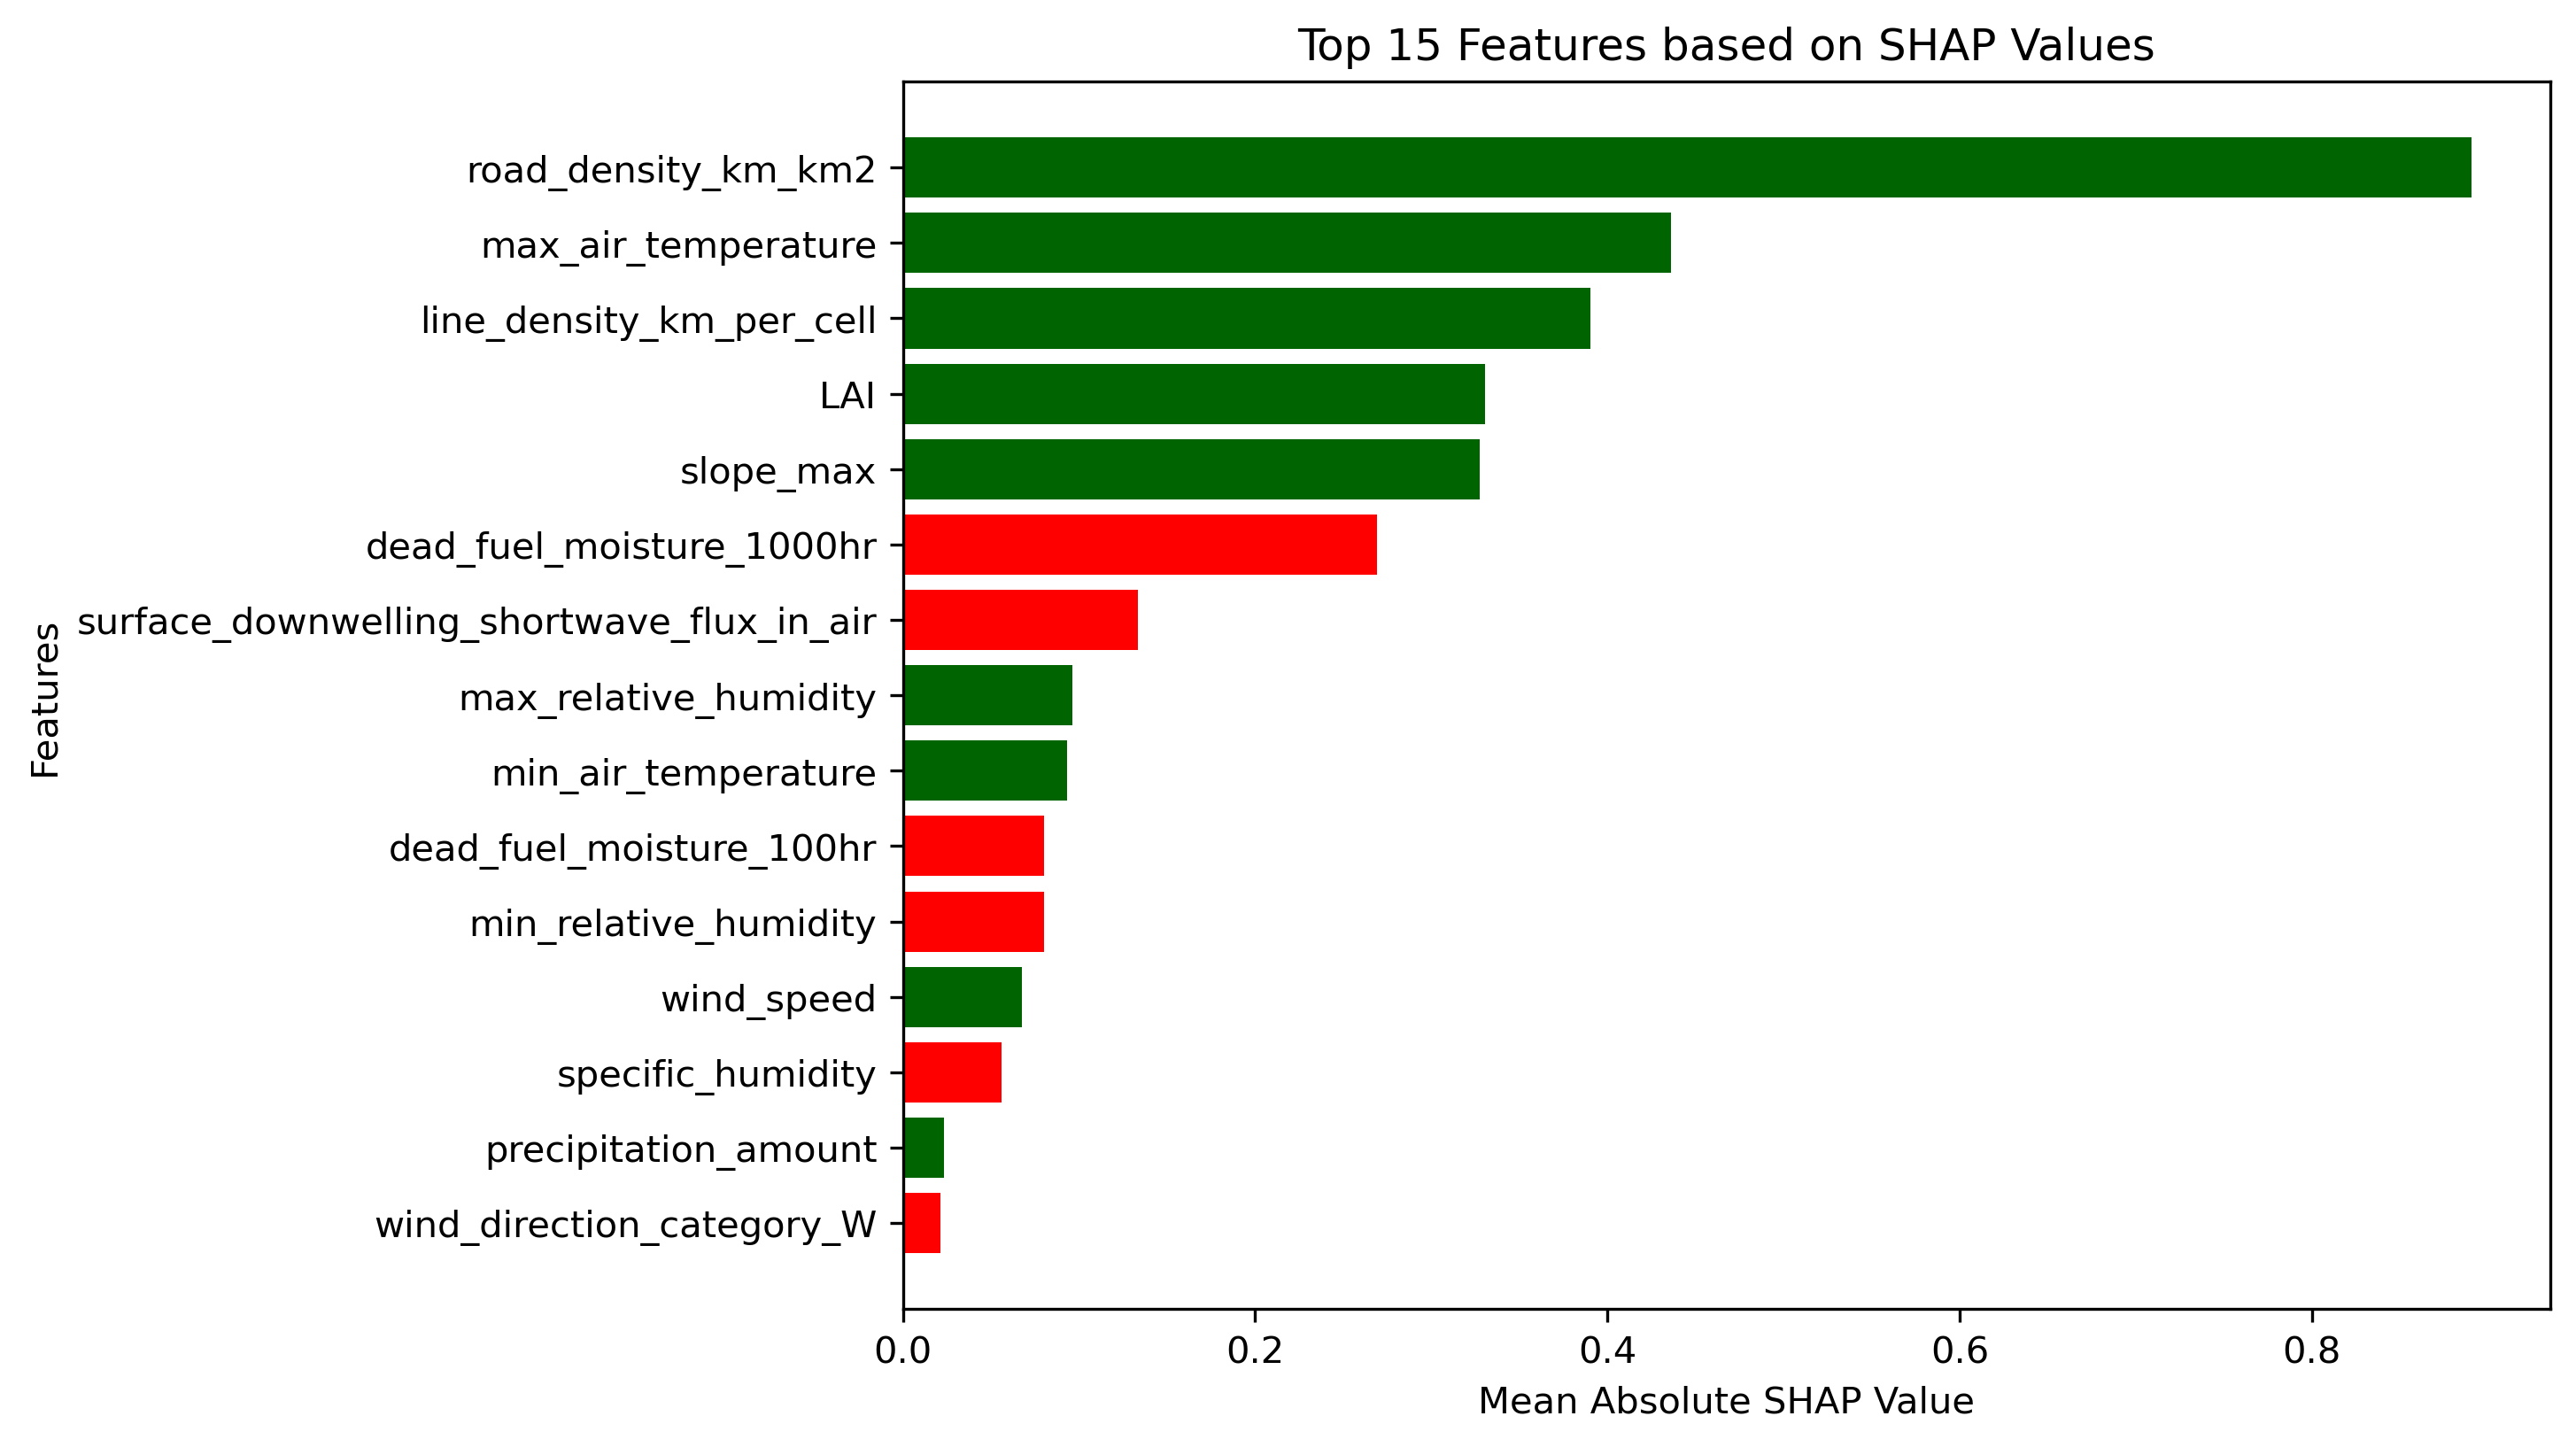 Top 15 Features based on SHAP Values
road_density_km_km2
max_air_temperature
line_density_km_per_cell
LAI
slope_max
dead_fuel_moisture_1000hr
surface_downwelling_shortwave_flux_in_air
max_relative_humidity
min_air_temperature
dead_fuel_moisture_100hr
min_relative_humidity
wind_speed
specific_humidity
precipitation_amount
wind_direction_category_W
Features
0.0 0.2 0.4 0.6 0.8
Mean Absolute SHAP Value